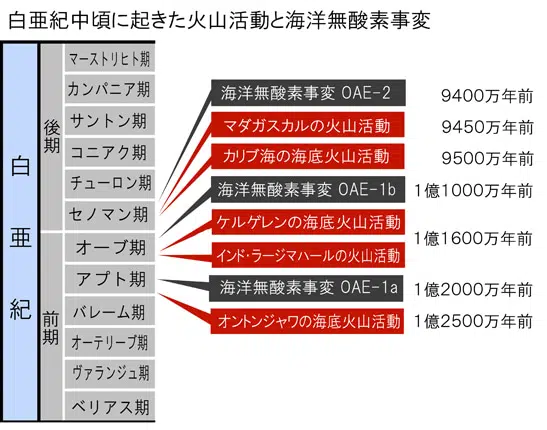 白亜紀中頃に起きた火山活動と海洋無酸素事変
白亜紀
後期
マーストリヒト期
カンパニア期
サントン期
コニアク期
チューロン期
セノマン期
前期
オーブ期
アプト期
バレーム期
オーテリーブ期
ヴァランジュ期
ベリアス期
海洋無酸素事変 OAE-2 9400万年前
マダガスカルの火山活動 9450万年前
カリブ海の海底火山活動 9500万年前
海洋無酸素事変 OAE-1b 1億1000万年前
ケルゲレンの海底火山活動
1億1600万年前
インド・ラージマハールの火山活動
海洋無酸素事変 OAE-1a 1億2000万年前
オントンジャワの海底火山活動 1億2500万年前